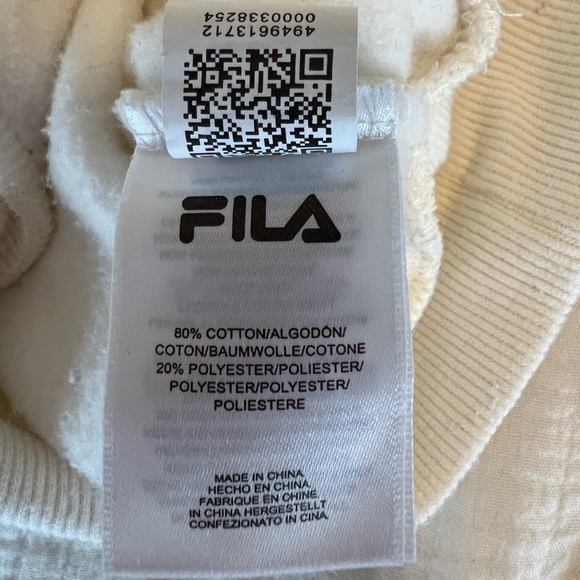 4949613712
0000338254
FILA
80% COTTON/ALGODÓN/
COTON/BAUMWOLLE/COTONE
20% POLYESTER/POLIESTER/
POLYESTER/POLYESTER/
POLIESTERE
MADE IN CHINA
HECHO EN CHINA.
FABRIQUE EN CHINE.
IN CHINA HERGESTELLT
CONFEZIONATO IN CINA.